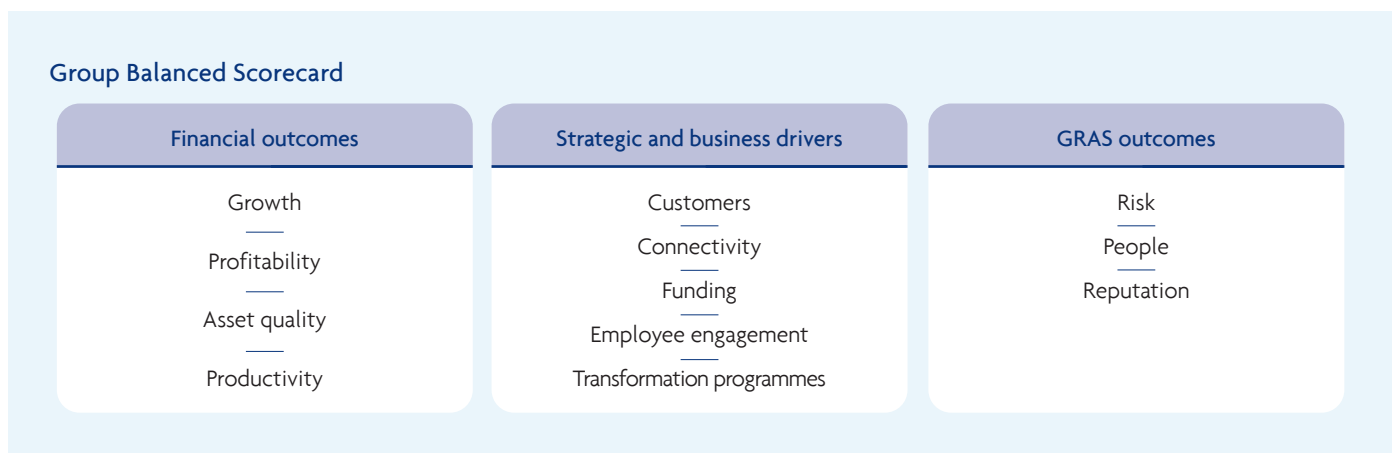 Group Balanced Scorecard
Financial outcomes
Growth
Profitability
Asset quality
Productivity
Strategic and business drivers
Customers
Connectivity
Funding
Employee engagement
Transformation programmes
GRAS outcomes
Risk
People
Reputation